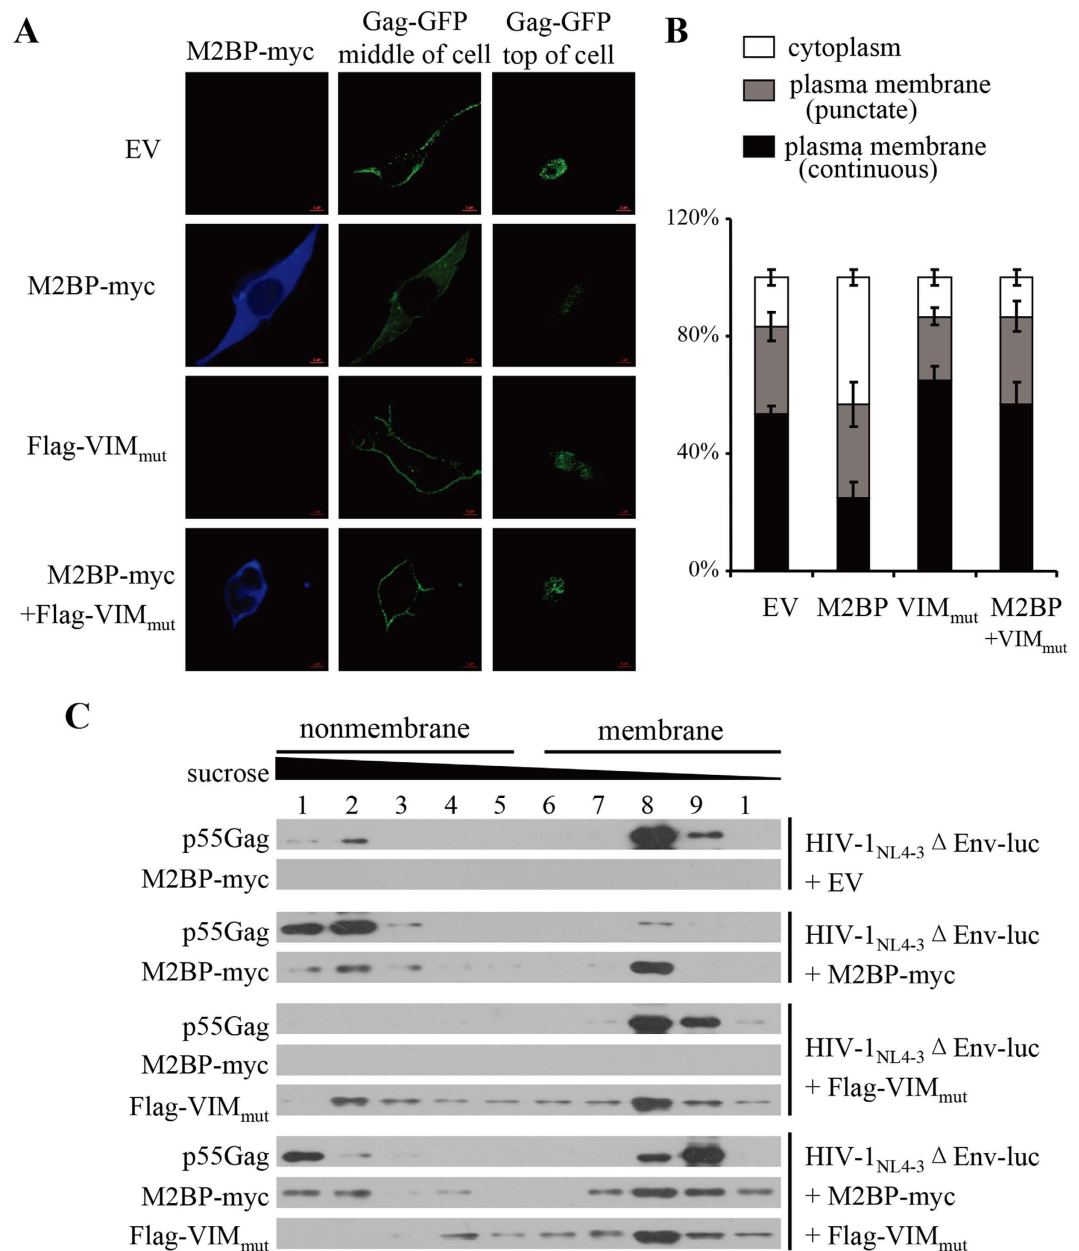 A
M2BP-myc
Gag-GFP
middle of cell
Gag-GFP
top of cell
EV
M2BP-myc
Flag-VIMmut
M2BP-myc
+Flag-VIMmut
B
cytoplasm
plasma membrane
(punctate)
plasma membrane
(continuous)
120%
80%
40%
0%
EV
M2BP
VIMmut
M2BP
+VIMmut
C
nonmembrane
membrane
sucrose
1 2 3 4 5 6 7 8 9 1
p55Gag
M2BP-myc
HIV-1NL4-3 Δ Env-luc
+ EV
p55Gag
M2BP-myc
HIV-1NL4-3 Δ Env-luc
+ M2BP-myc
p55Gag
M2BP-myc
Flag-VIMmut
HIV-1NL4-3 Δ Env-luc
+ Flag-VIMmut
p55Gag
M2BP-myc
Flag-VIMmut
HIV-1NL4-3 Δ Env-luc
+ M2BP-myc
+ Flag-VIMmut